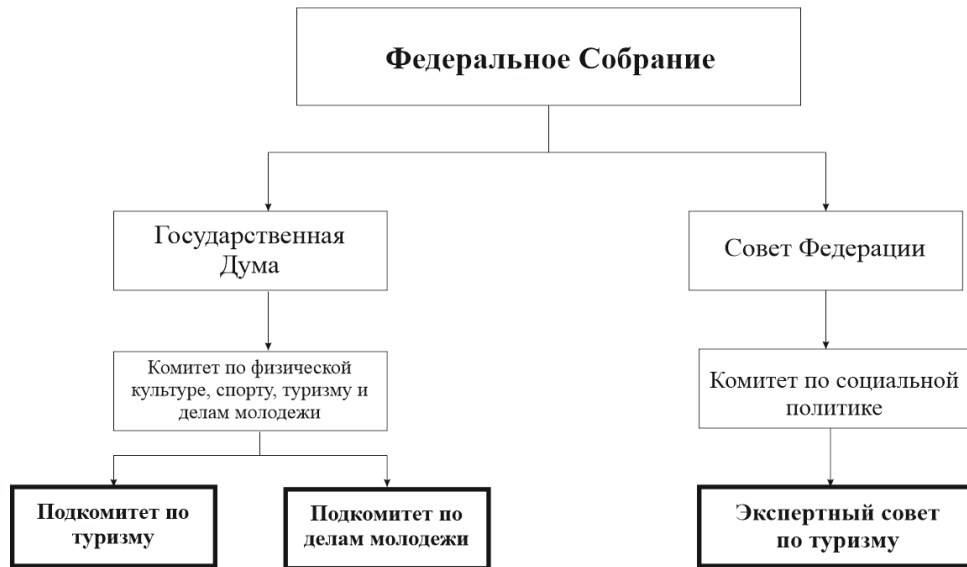 Федеральное Собрание
Государственная
Дума
Совет Федерации
Комитет по физической
культуре, спорту, туризму и
делам молодежи
Комитет по социальной
политике
Подкомитет по
туризму
Подкомитет по
делам молодежи
Экспертный совет
по туризму